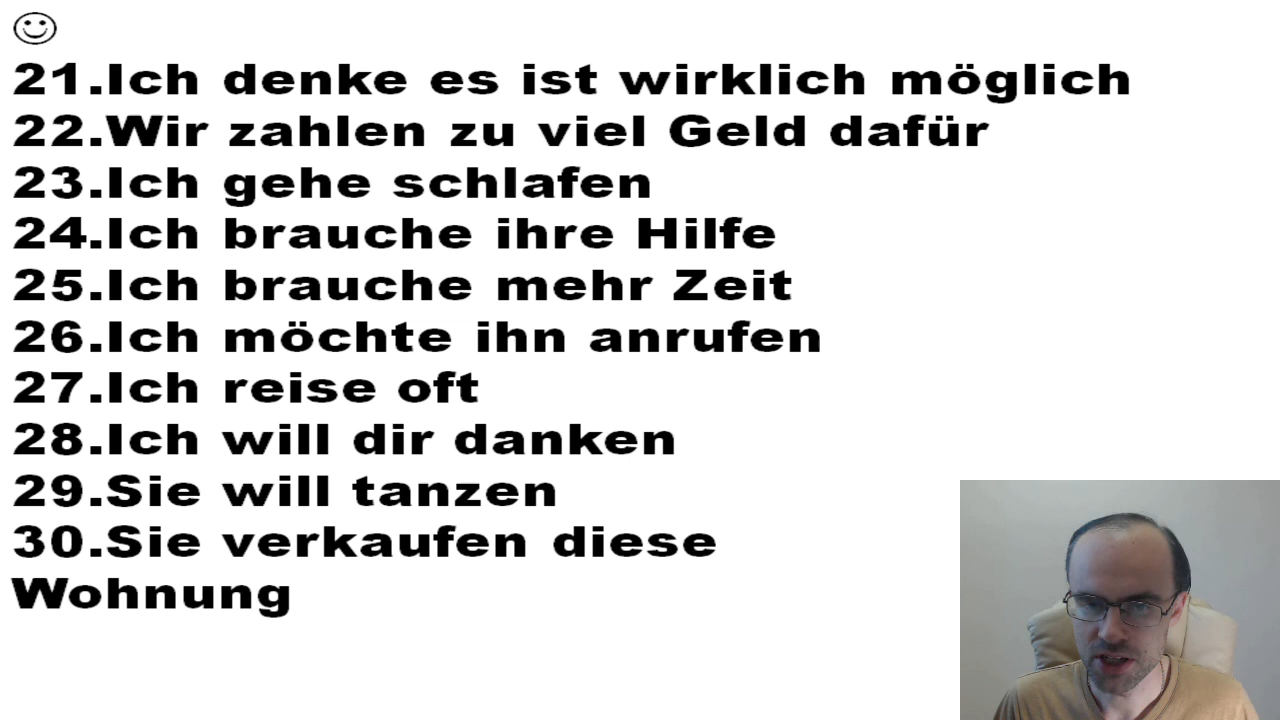 21.Ich denke es ist wirklich möglich
22.Wir zahlen zu viel Geld dafür
23.Ich gehe schlafen
24.Ich brauche ihre Hilfe
25.Ich brauche mehr Zeit
26.Ich möchte ihn anrufen
27.Ich reise oft
28.Ich will dir danken
29.Sie will tanzen
30.Sie verkaufen diese
Wohnung